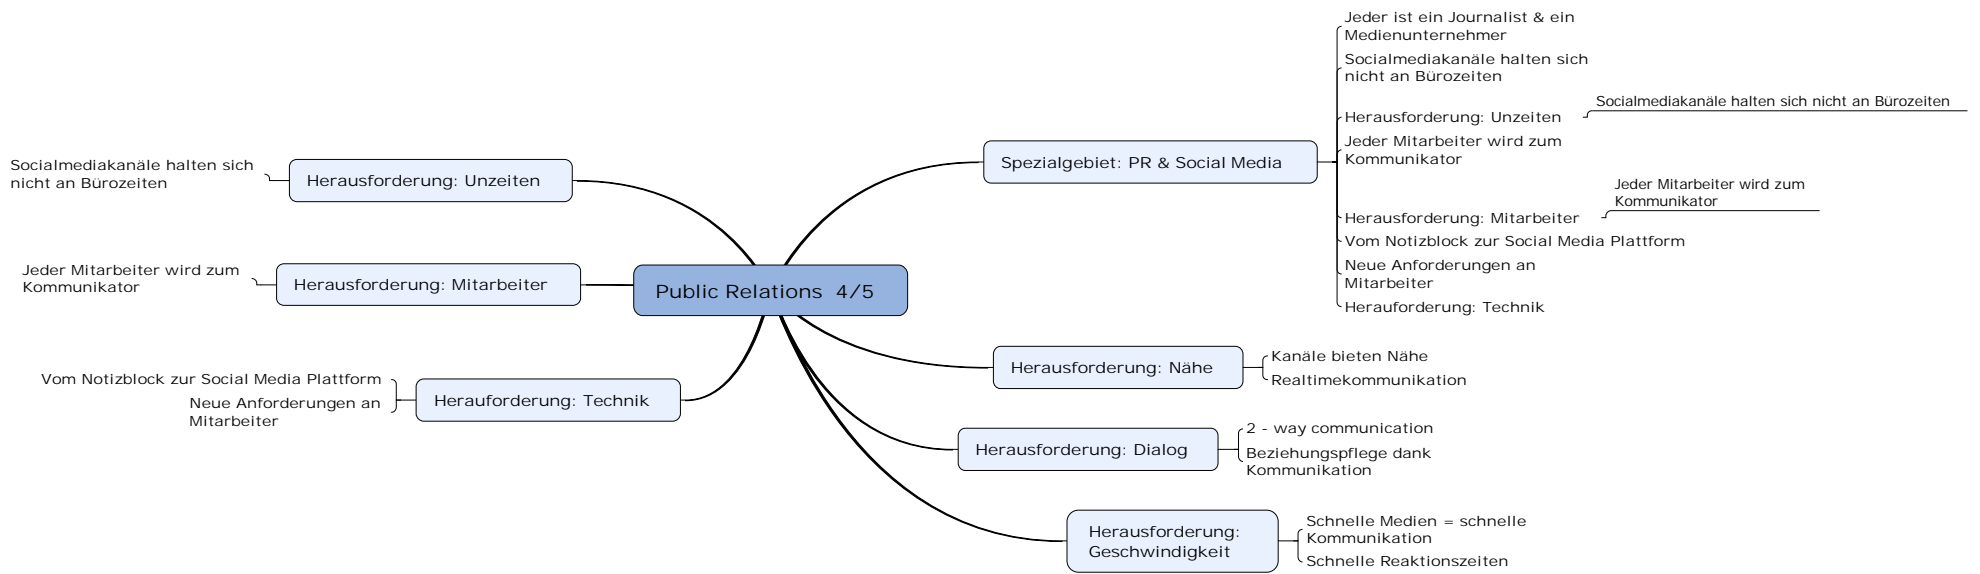 Public Relations  4/5
Spezialgebiet: PR & Social Media
Jeder ist ein Journalist & ein
Medienunternehmer
Socialmediakanäle halten sich
nicht an Bürozeiten
Herausforderung: Unzeiten
Socialmediakanäle halten sich nicht an Bürozeiten
Jeder Mitarbeiter wird zum
Kommunikator
Herausforderung: Mitarbeiter
Jeder Mitarbeiter wird zum
Kommunikator
Vom Notizblock zur Social Media Plattform
Neue Anforderungen an
Mitarbeiter
Herauforderung: Technik
Herausforderung: Nähe
Kanäle bieten Nähe
Realtimekommunikation
Herausforderung: Dialog
2 - way communication
Beziehungspflege dank
Kommunikation
Herausforderung:
Geschwindigkeit
Schnelle Medien = schnelle
Kommunikation
Schnelle Reaktionszeiten
Herausforderung: Unzeiten
Socialmediakanäle halten sich
nicht an Bürozeiten
Herausforderung: Mitarbeiter
Jeder Mitarbeiter wird zum
Kommunikator
Herauforderung: Technik
Vom Notizblock zur Social Media Plattform
Neue Anforderungen an
Mitarbeiter